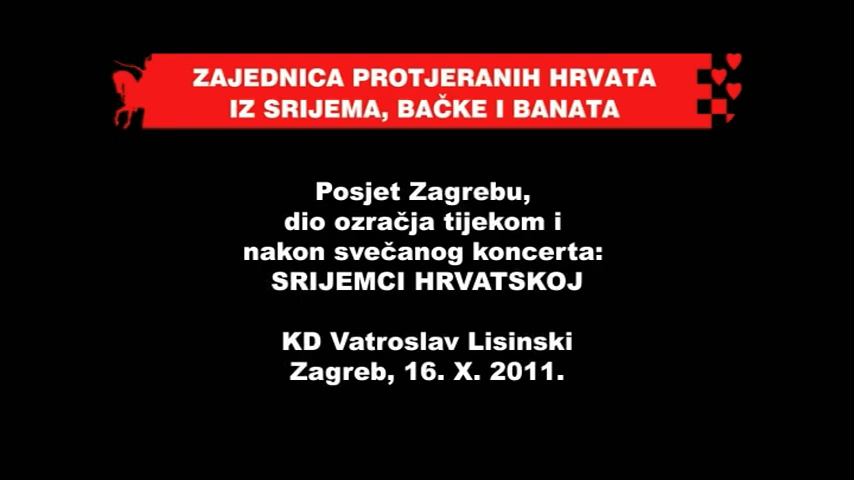 ZAJEDNICA PROTJERANIH HRVATA
IZ SRIJEMA, BAČKE I BANATA
Posjet Zagrebu,
dio ozračja tijekom i
nakon svečanog koncerta:
SRIJEMCI HRVATSKOJ
KD Vatroslav Lisinski
Zagreb, 16. X. 2011.